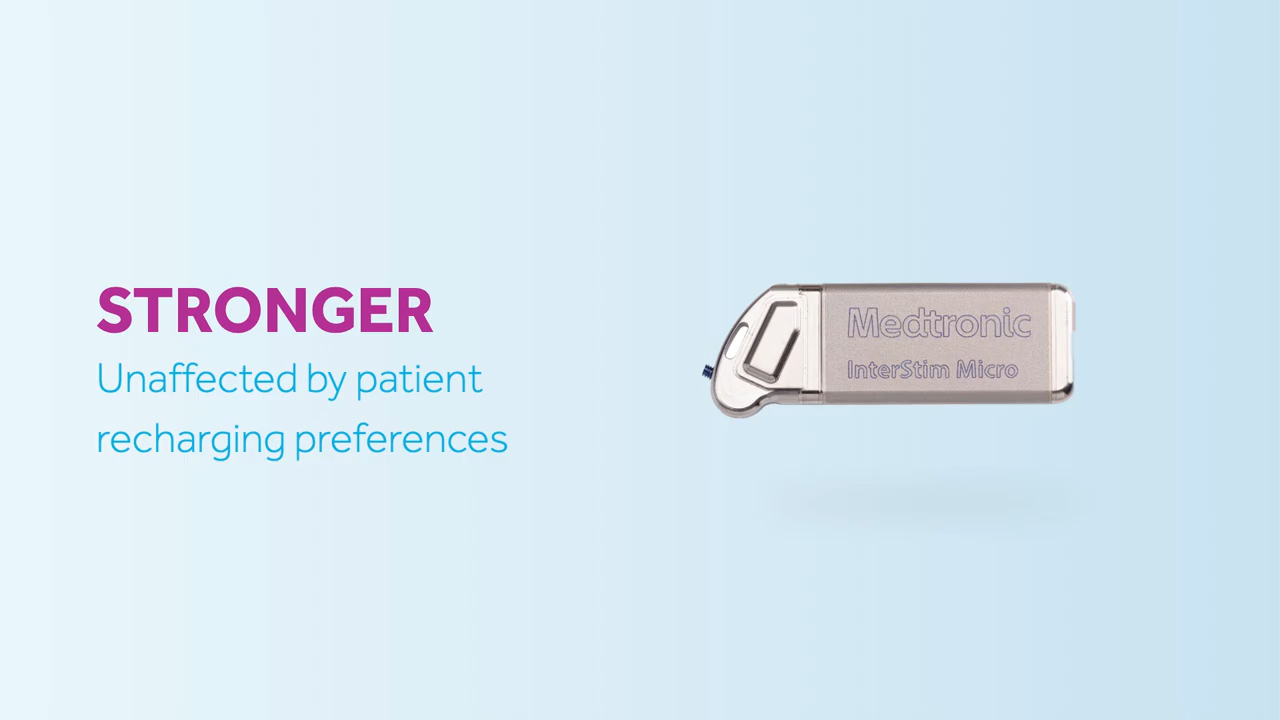 STRONGER
Unaffected by patient
recharging preferences
Medtronic
InterStim Micro